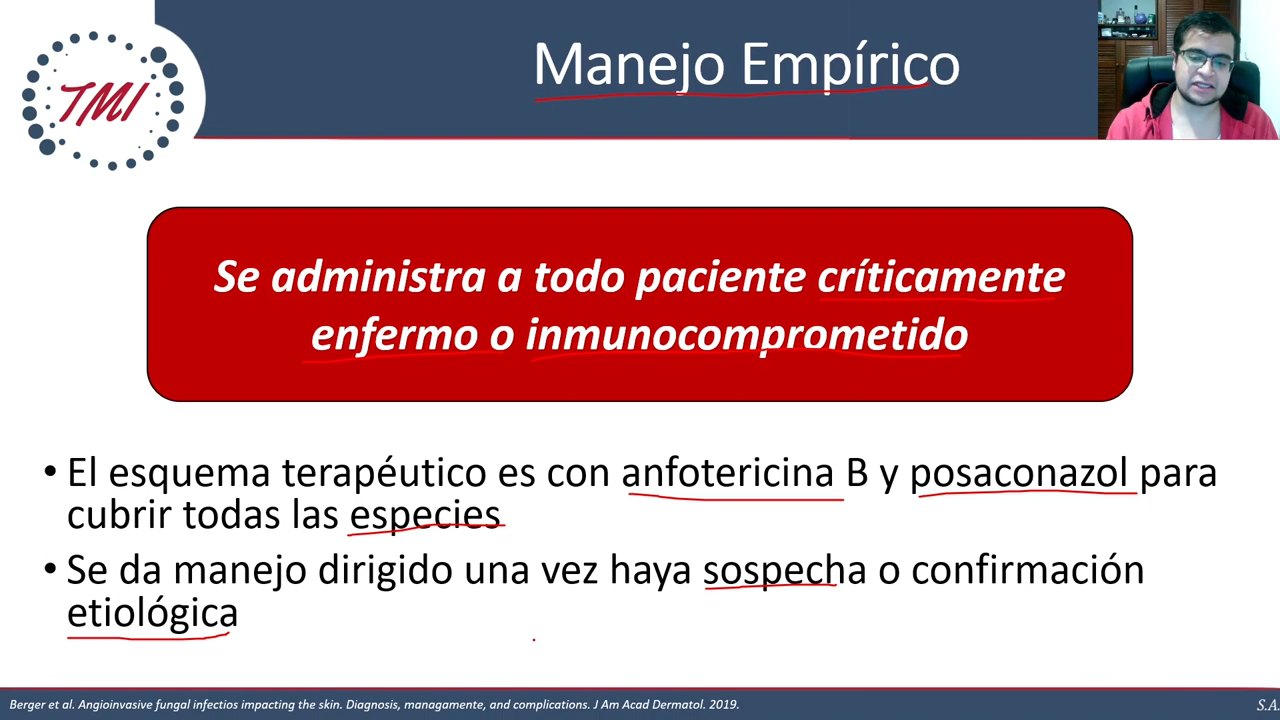 Manejo Empírico
TMI
Se administra a todo paciente críticamente
enfermo o inmunocomprometido
• El esquema terapéutico es con anfotericina B y posaconazol para
cubrir todas las especies
• Se da manejo dirigido una vez haya sospecha o confirmación
etiológica
Berger et al. Angioinvasive fungal infectios impacting the skin. Diagnosis, managamente, and complications. J Am Acad Dermatol. 2019.
S.A.